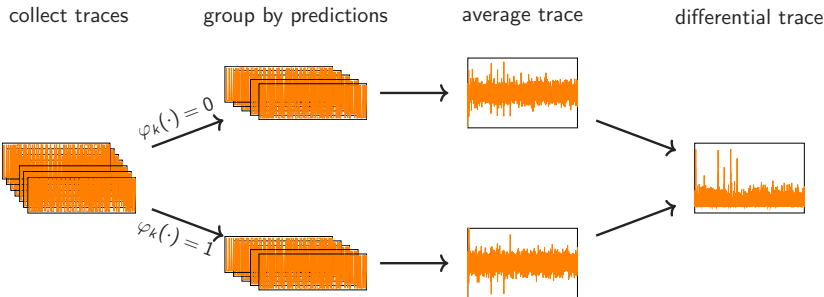 collect traces
group by predictions
average trace
differential trace
φₖ(·) = 0
φₖ(·) = 1